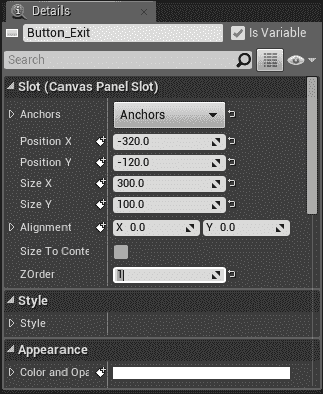 Details
Button_Exit
Is Variable
Search
Slot (Canvas Panel Slot)
Anchors Anchors
Position X -320.0
Position Y -120.0
Size X 300.0
Size Y 100.0
Alignment X 0.0 Y 0.0
Size To Conte
ZOrder 1
Style
Style
Appearance
Color and Opa